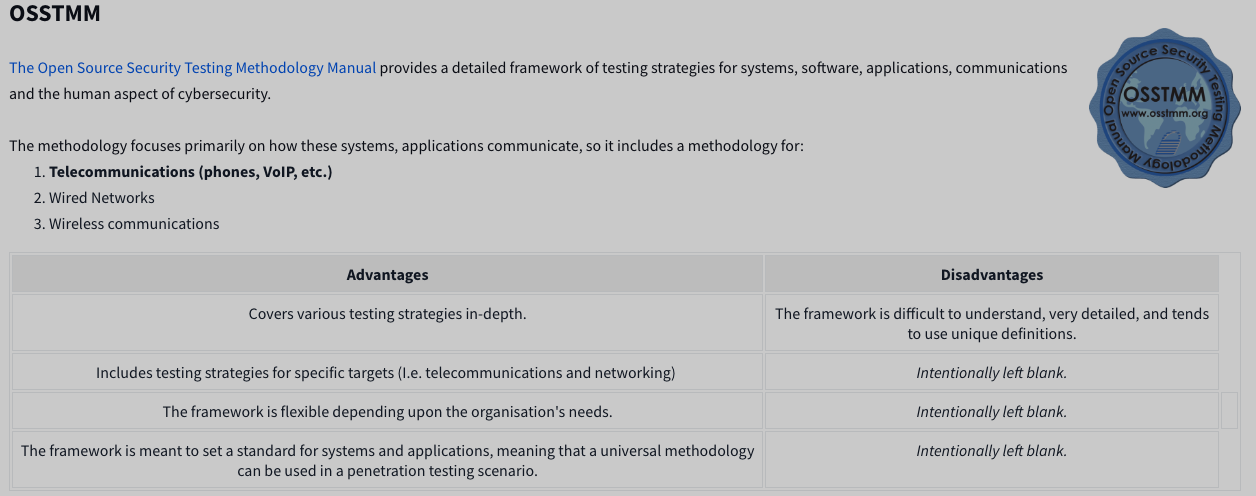 OSSTMM
The Open Source Security Testing Methodology Manual provides a detailed framework of testing strategies for systems, software, applications, communications
and the human aspect of cybersecurity.
Open Source Security Testing Methodology Manual
OSSTMM
www.osstmm.org
The methodology focuses primarily on how these systems, applications communicate, so it includes a methodology for:
1. Telecommunications (phones, VoIP, etc.)
2. Wired Networks
3. Wireless communications
Advantages
Disadvantages
Covers various testing strategies in-depth.
The framework is difficult to understand, very detailed, and tends
to use unique definitions.
Includes testing strategies for specific targets (I.e. telecommunications and networking)
Intentionally left blank.
The framework is flexible depending upon the organisation's needs.
Intentionally left blank.
The framework is meant to set a standard for systems and applications, meaning that a universal methodology
can be used in a penetration testing scenario.
Intentionally left blank.